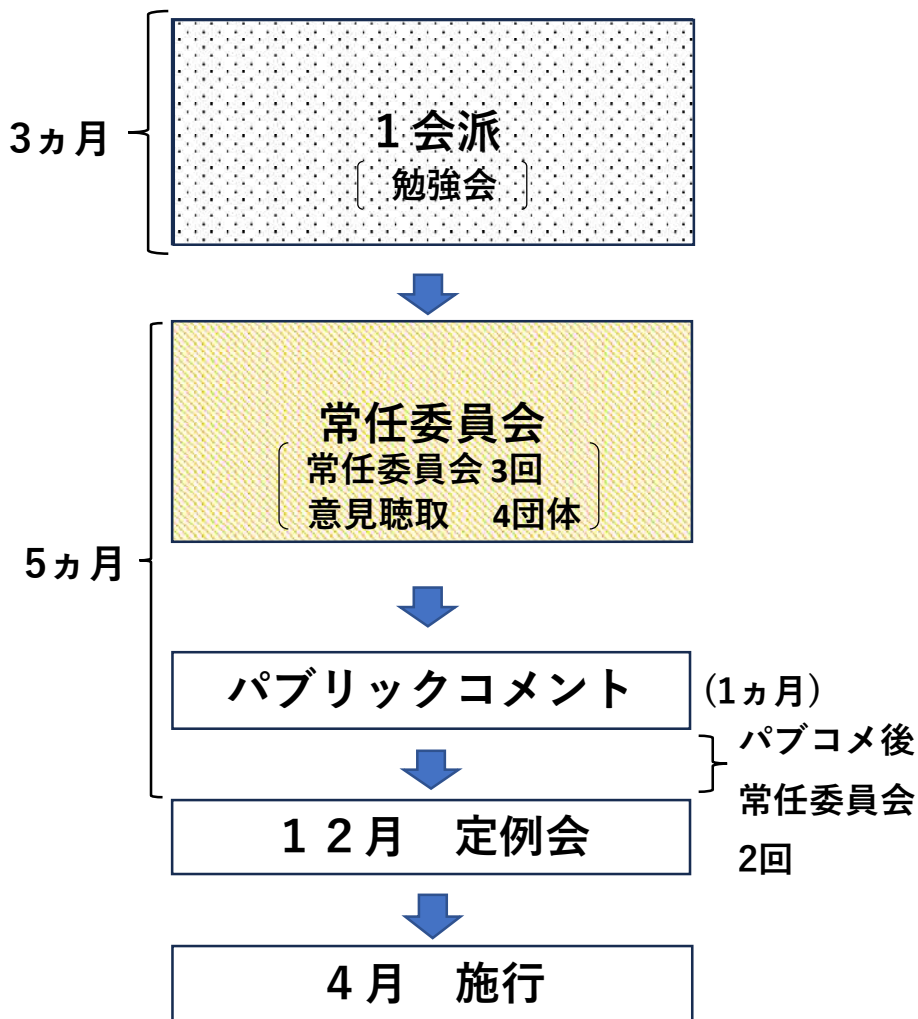 3ヵ月
1 会派
勉強会
常任委員会
常任委員会 3回
意見聴取 4団体
5ヵ月
パブリックコメント
(1ヵ月)
パブコメ後
常任委員会
2回
１２月 定例会
４月 施行